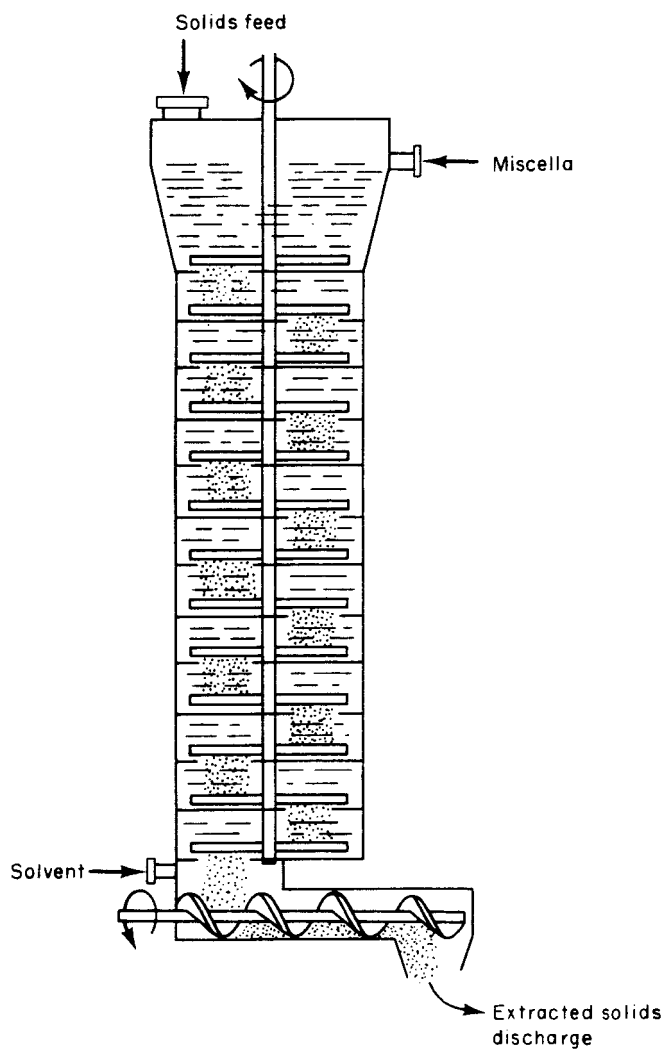 Solids feed
Miscella
Solvent
Extracted solids
discharge